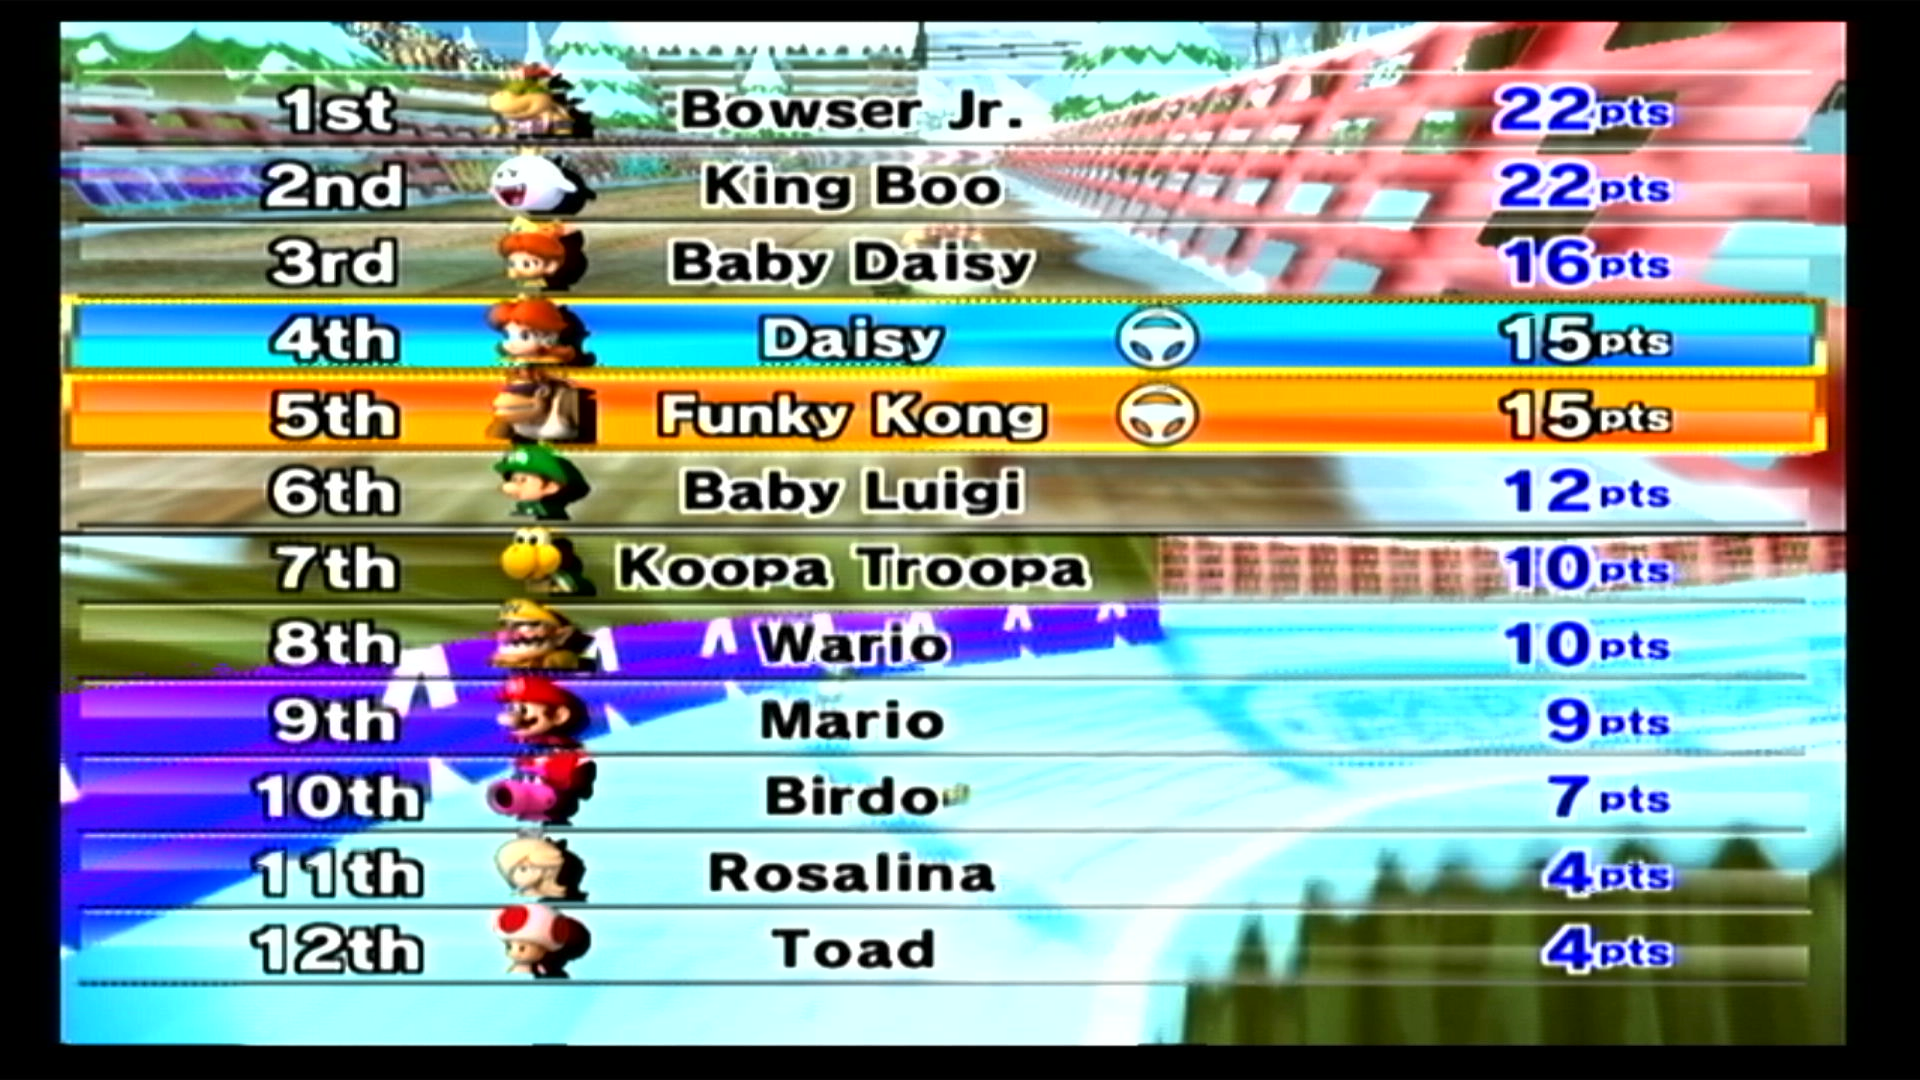 1st Bowser Jr. 22pts
2nd King Boo 22pts
3rd Baby Daisy 16pts
4th Daisy 15pts
5th Funky Kong 15pts
6th Baby Luigi 12pts
7th Koopa Troopa 10pts
8th Wario 10pts
9th Mario 9pts
10th Birdo 7pts
11th Rosalina 4pts
12th Toad 4pts